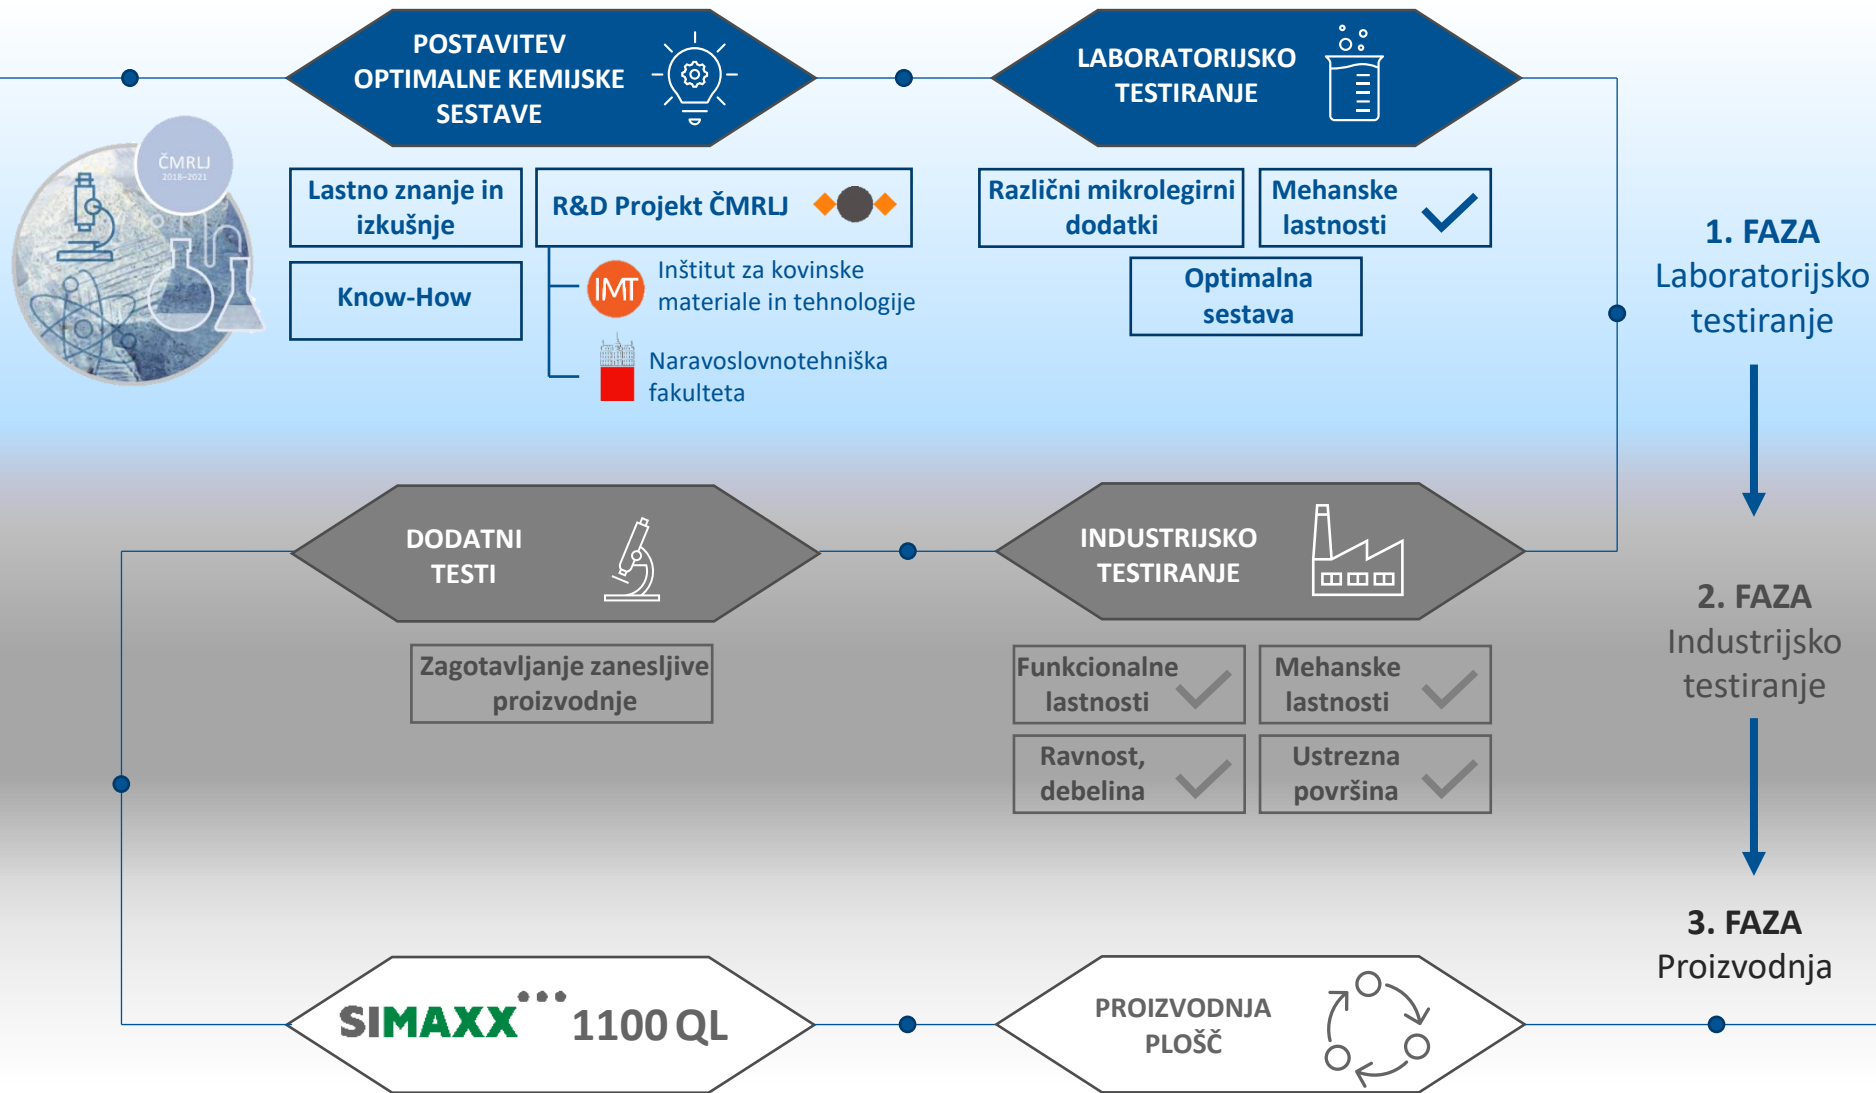 POSTAVITEV
OPTIMALNE KEMIJSKE
SESTAVE
LABORATORIJSKO
TESTIRANJE
ČMRLJ
2018–2021
Lastno znanje in
izkušnje
Know-How
R&D Projekt ČMRLJ
IMT
Inštitut za kovinske
materiale in tehnologije
Naravoslovnotehniška
fakulteta
Različni mikrolegirni
dodatki
Mehanske
lastnosti
Optimalna
sestava
1. FAZA
Laboratorijsko
testiranje
DODATNI
TESTI
Zagotavljanje zanesljive
proizvodnje
INDUSTRIJSKO
TESTIRANJE
Funkcionalne
lastnosti
Mehanske
lastnosti
Ravnost,
debelina
Ustrezna
površina
2. FAZA
Industrijsko
testiranje
SIMAXX 1100 QL
PROIZVODNJA
PLOŠČ
3. FAZA
Proizvodnja